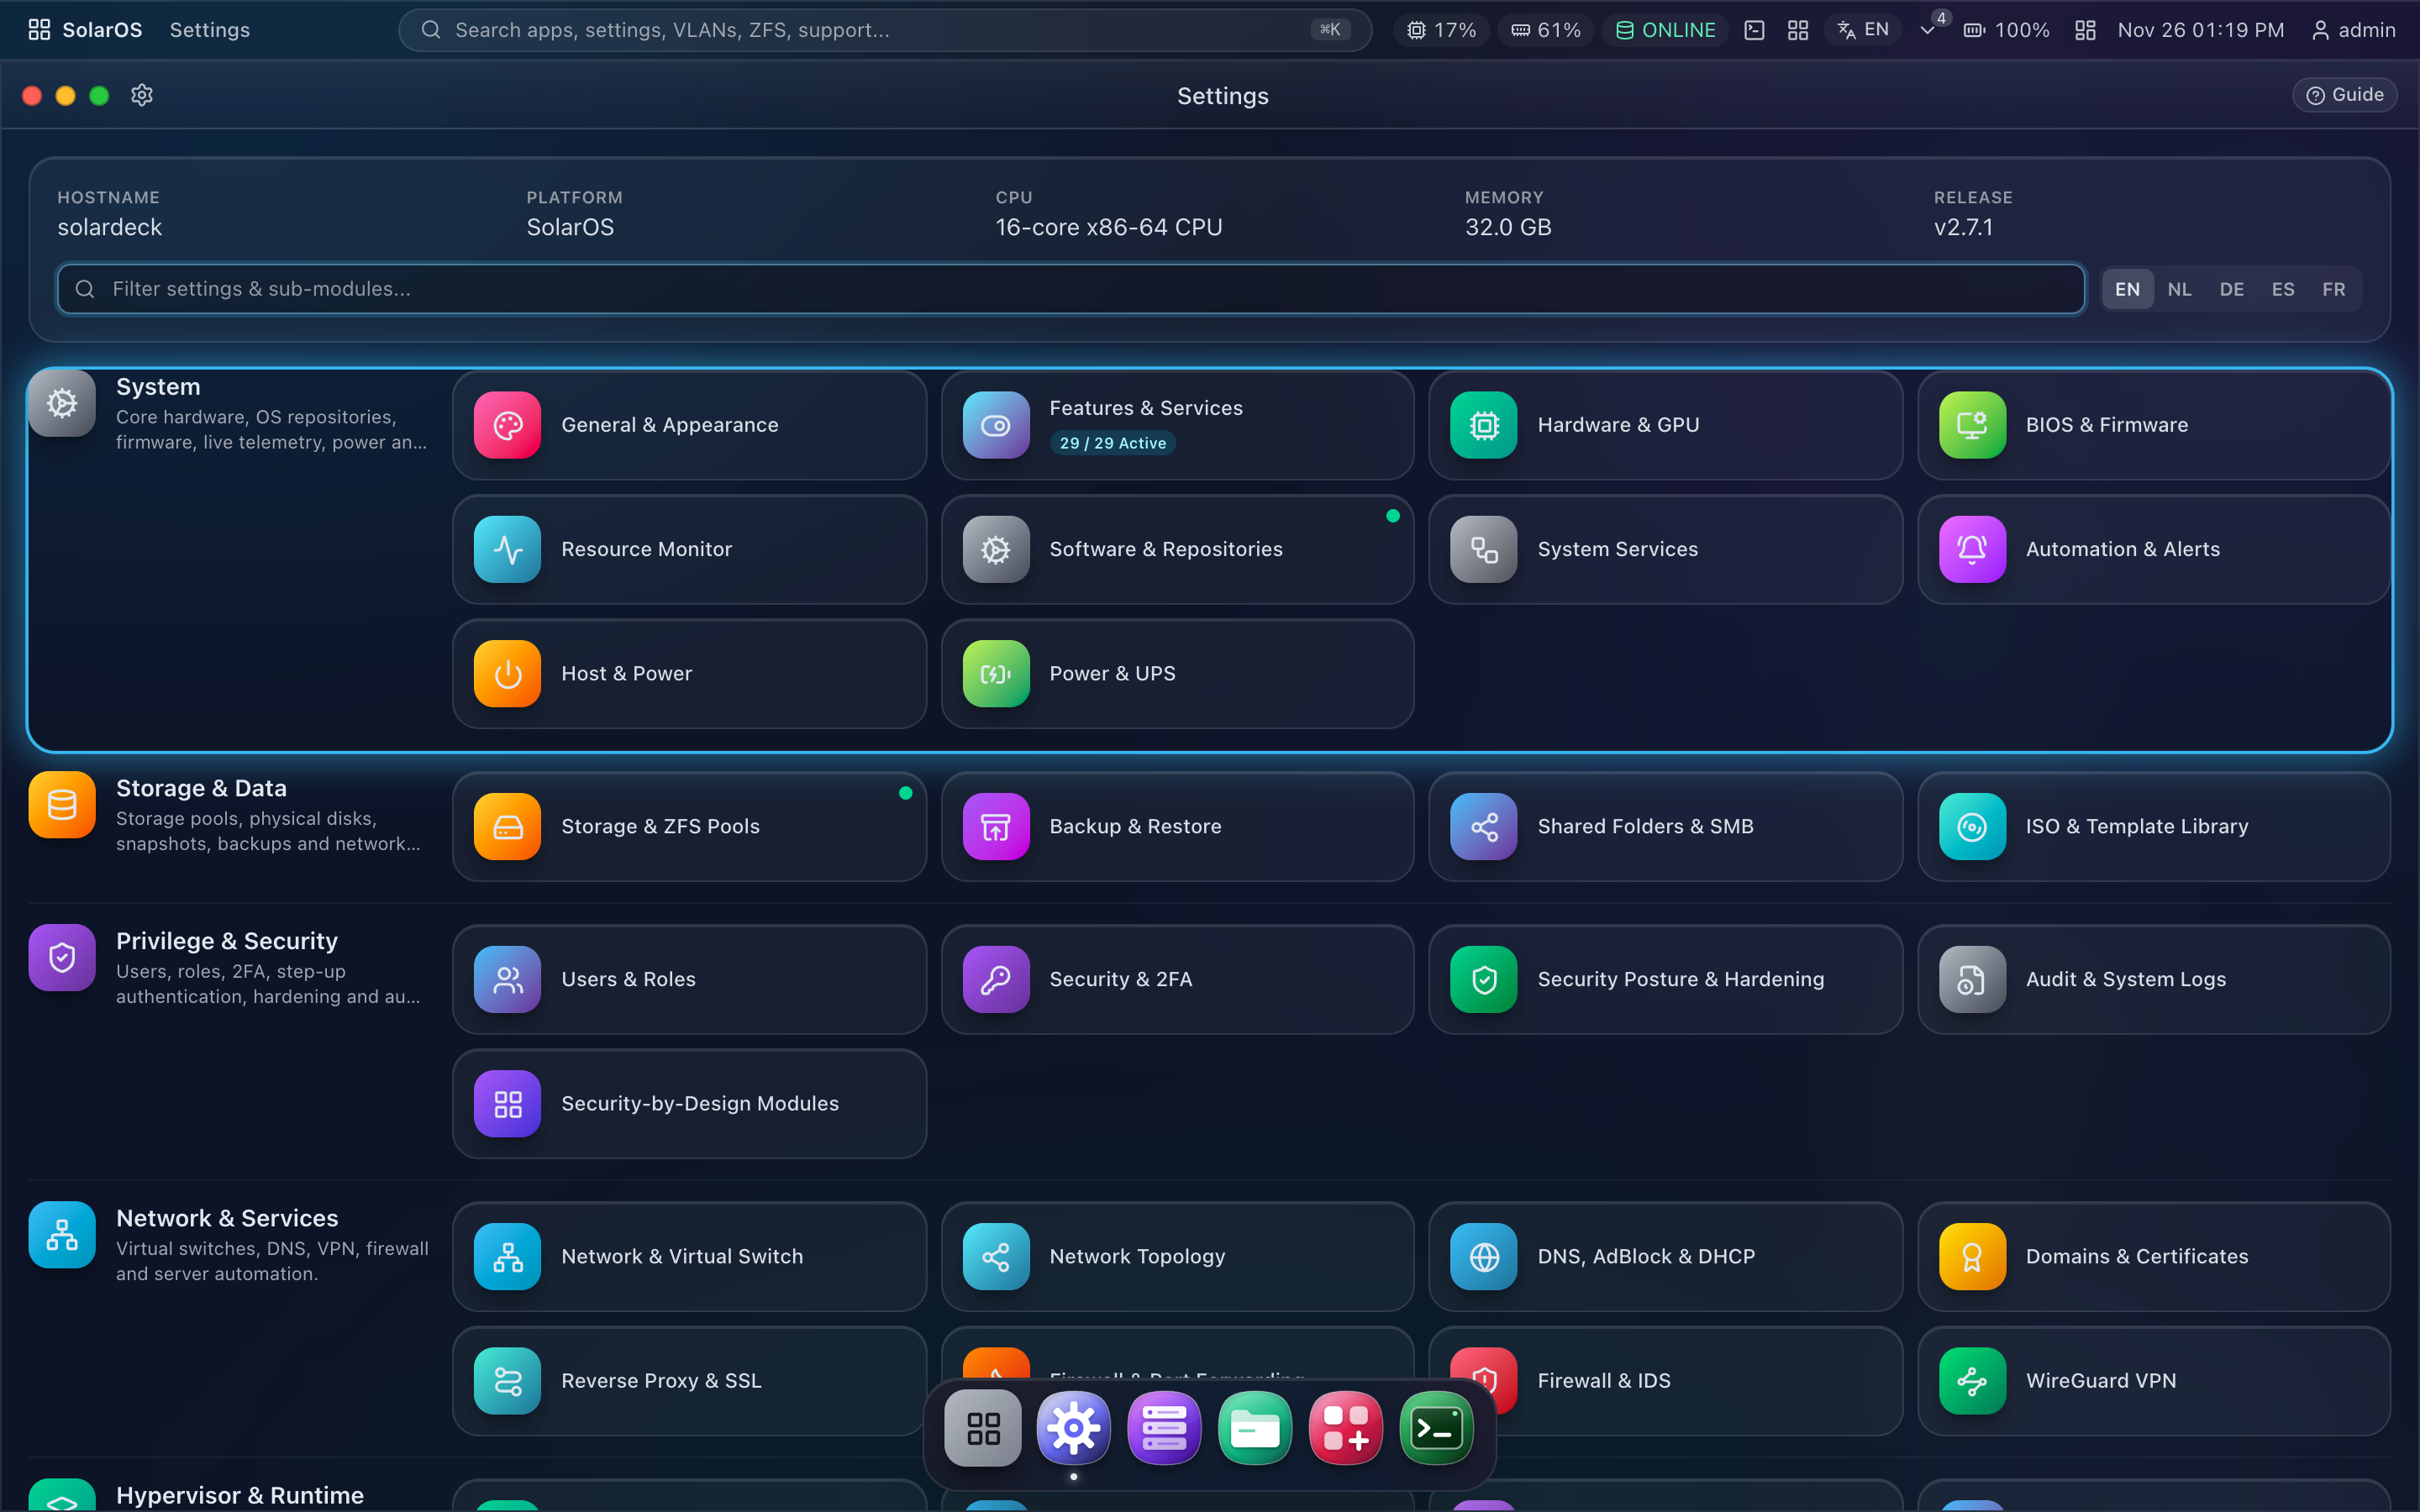 SolarOS Settings Search apps, settings, VLANs, ZFS, support... ⌘K 17% 61% ONLINE EN 4 100% Nov 26 01:19 PM admin
Settings Guide
HOSTNAME PLATFORM CPU MEMORY RELEASE
solardeck SolarOS 16-core x86-64 CPU 32.0 GB v2.7.1
Filter settings & sub-modules... EN NL DE ES FR
System
Core hardware, OS repositories,
firmware, live telemetry, power an...
General & Appearance
Features & Services
29 / 29 Active
Hardware & GPU
BIOS & Firmware
Resource Monitor
Software & Repositories
System Services
Automation & Alerts
Host & Power
Power & UPS
Storage & Data
Storage pools, physical disks,
snapshots, backups and network...
Storage & ZFS Pools
Backup & Restore
Shared Folders & SMB
ISO & Template Library
Privilege & Security
Users, roles, 2FA, step-up
authentication, hardening and au...
Users & Roles
Security & 2FA
Security Posture & Hardening
Audit & System Logs
Security-by-Design Modules
Network & Services
Virtual switches, DNS, VPN, firewall
and server automation.
Network & Virtual Switch
Network Topology
DNS, AdBlock & DHCP
Domains & Certificates
Reverse Proxy & SSL
Firewall & Port Forwarding
Firewall & IDS
WireGuard VPN
Hypervisor & Runtime